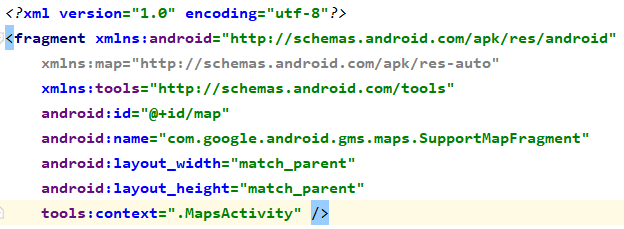 <?xml version="1.0" encoding="utf-8"?>
<fragment xmlns:android="http://schemas.android.com/apk/res/android"
    xmlns:map="http://schemas.android.com/apk/res-auto"
    xmlns:tools="http://schemas.android.com/tools"
    android:id="@+id/map"
    android:name="com.google.android.gms.maps.SupportMapFragment"
    android:layout_width="match_parent"
    android:layout_height="match_parent"
    tools:context=".MapsActivity" />